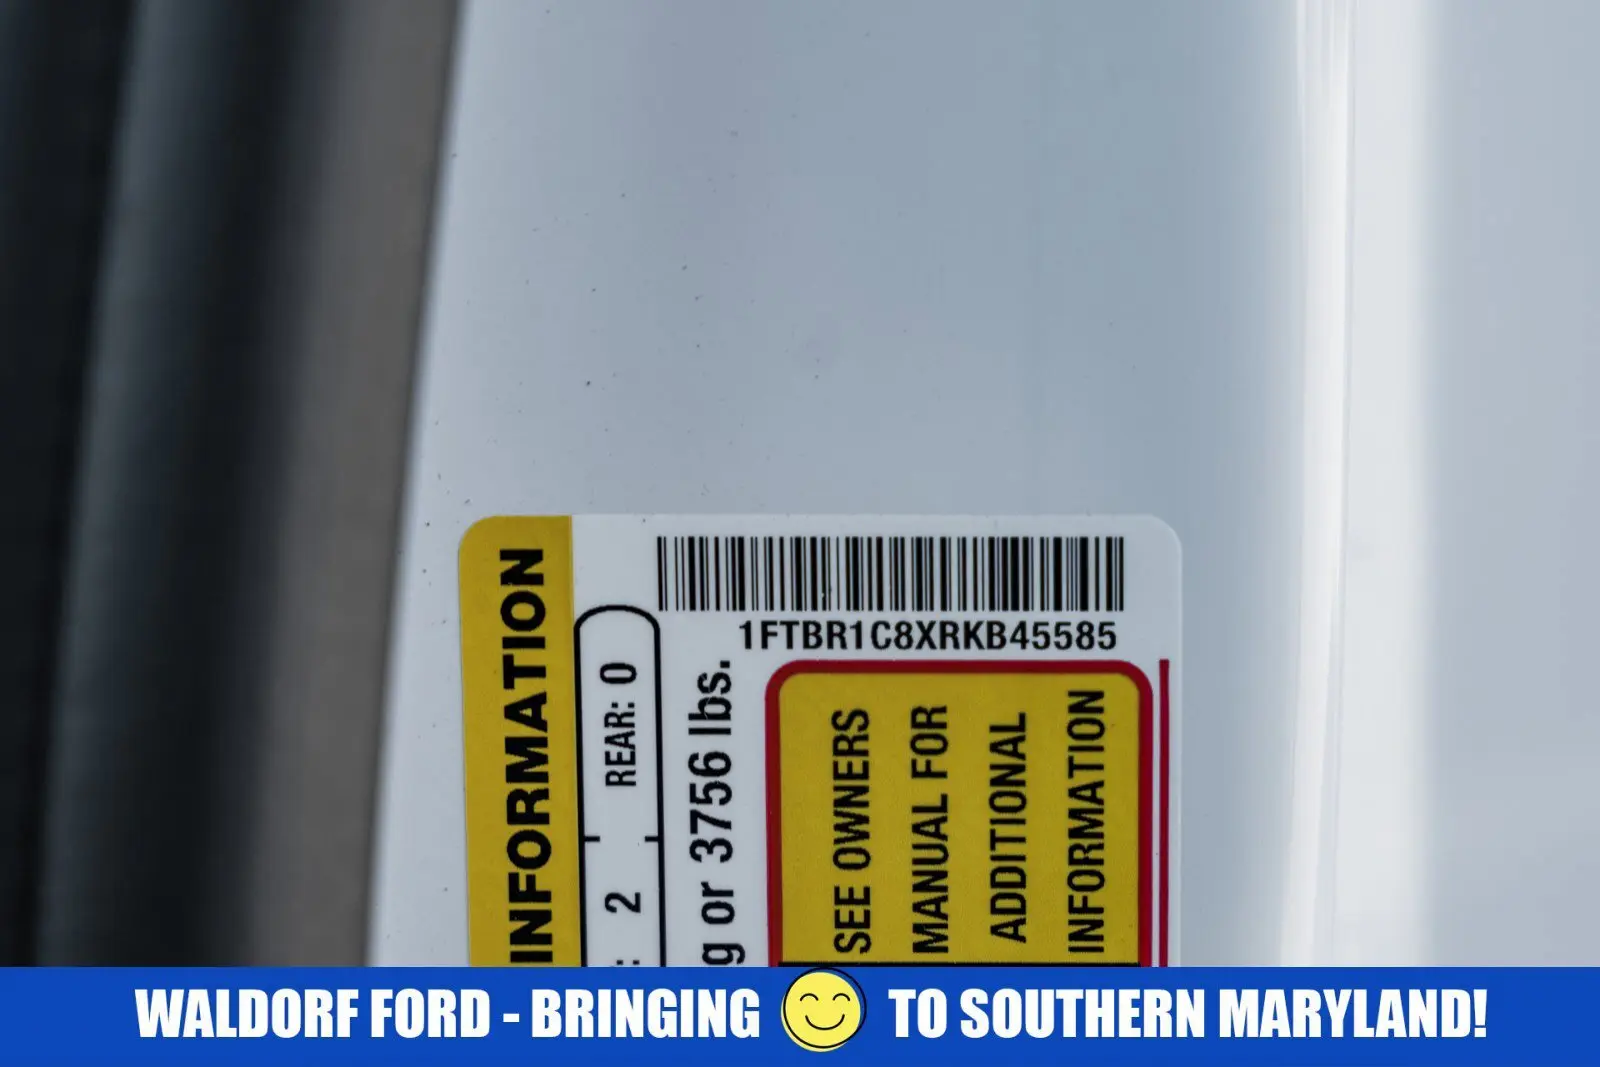 1FTBR1C8XRKB45585
INFORMATION
: 2 REAR: 0
g or 3756 lbs.
SEE OWNERS
MANUAL FOR
ADDITIONAL
INFORMATION
WALDORF FORD - BRINGING TO SOUTHERN MARYLAND!